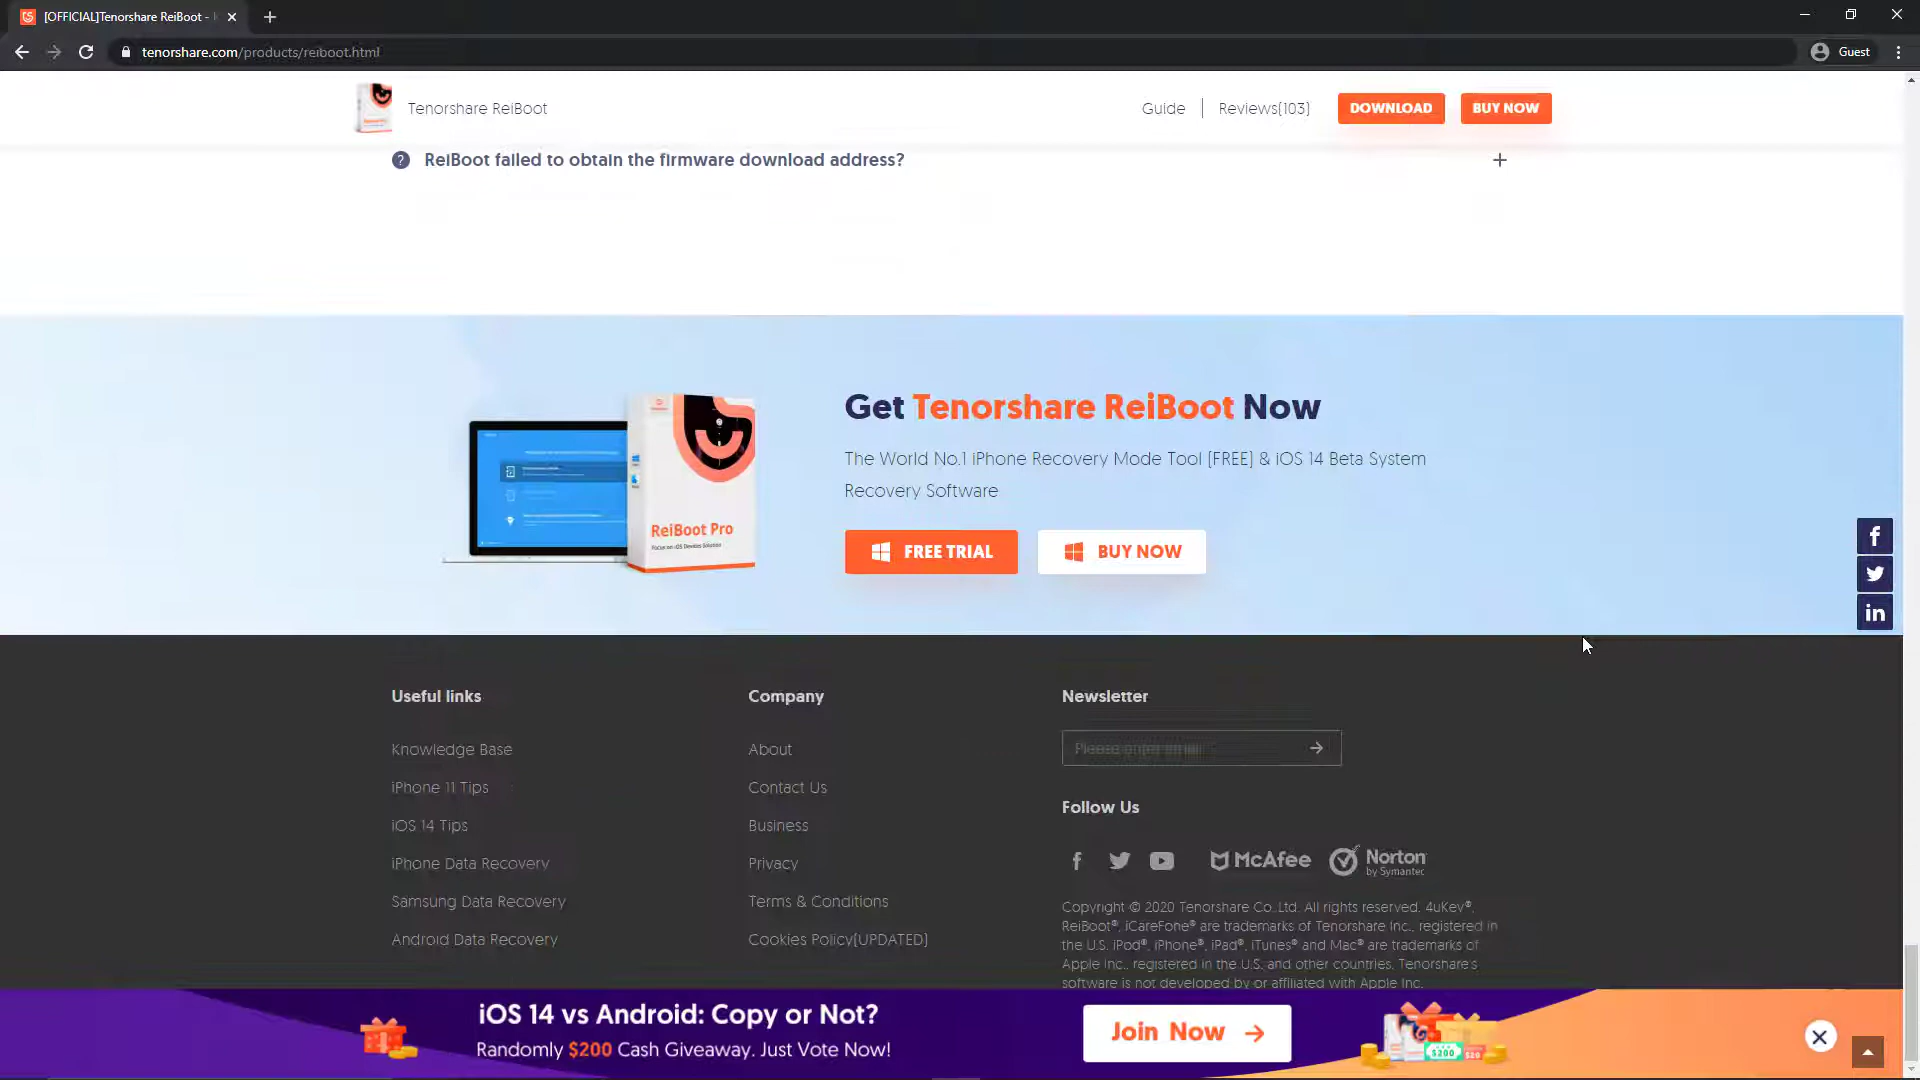 [OFFICIAL]Tenorshare ReiBoot -
tenorshare.com/products/reiboot.html
Guest
Tenorshare ReiBoot
Guide
Reviews(103)
DOWNLOAD
BUY NOW
ReiBoot failed to obtain the firmware download address?
Get Tenorshare ReiBoot Now
The World No.1 iPhone Recovery Mode Tool (FREE) & iOS 14 Beta System
Recovery Software
ReiBoot Pro
FREE TRIAL
BUY NOW
Useful links
Knowledge Base
iPhone 11 Tips
iOS 14 Tips
iPhone Data Recovery
Samsung Data Recovery
Android Data Recovery
Company
About
Contact Us
Business
Privacy
Terms & Conditions
Cookies Policy(UPDATED)
Newsletter
Please enter email
Follow Us
McAfee
Norton
by Symantec
Copyright © 2020 Tenorshare Co. Ltd. All rights reserved. 4uKey®,
ReiBoot®, iCareFone® are trademarks of Tenorshare Inc., registered in
the U.S. iPod®, iPhone®, iPad®, iTunes® and Mac® are trademarks of
Apple Inc., registered in the U.S. and other countries. Tenorshare's
software is not developed by or affiliated with Apple Inc.
iOS 14 vs Android: Copy or Not?
Randomly $200 Cash Giveaway. Just Vote Now!
Join Now
$200